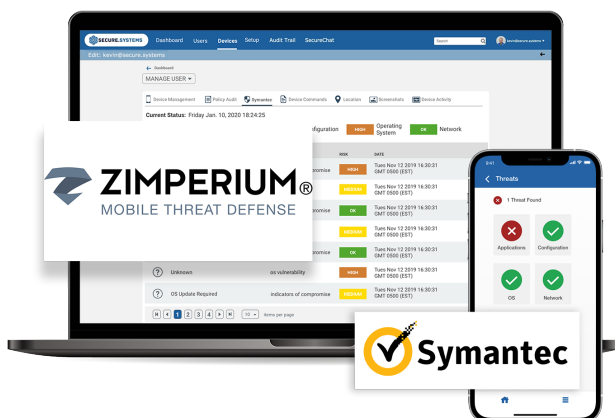 SECURE.SYSTEMS Dashboard Users Devices Setup Audit Trail SecureChat Search kevin@secure.systems
Edit: kevin@secure.systems
Dashboard
MANAGE USER
Device Management Policy Audit Symantec Device Commands Location Screenshots Device Activity
Current Status: Friday Jan. 10, 2020 18:24:25
figuration HIGH Operating System OK Network
RISK DATE
promise HIGH Tues Nov 12 2019 16:30:31 GMT 0500 (EST)
MEDIUM Tues Nov 12 2019 16:30:31 GMT 0500 (EST)
promise OK Tues Nov 12 2019 16:30:31 GMT 0500 (EST)
MEDIUM Tues Nov 12 2019 16:30:31 GMT 0500 (EST)
promise OK Tues Nov 12 2019 16:30:31 GMT 0500 (EST)
? Unknown os vulnerability HIGH Tues Nov 12 2019 16:30:31 GMT 0500 (EST)
? OS Update Required indicators of compromise MEDIUM Tues Nov 12 2019 16:30:31 GMT 0500 (EST)
1 2 3 4 10 items per page
ZIMPERIUM®
MOBILE THREAT DEFENSE
9:41
Threats
1 Threat Found
Applications Configuration
OS Network
Symantec